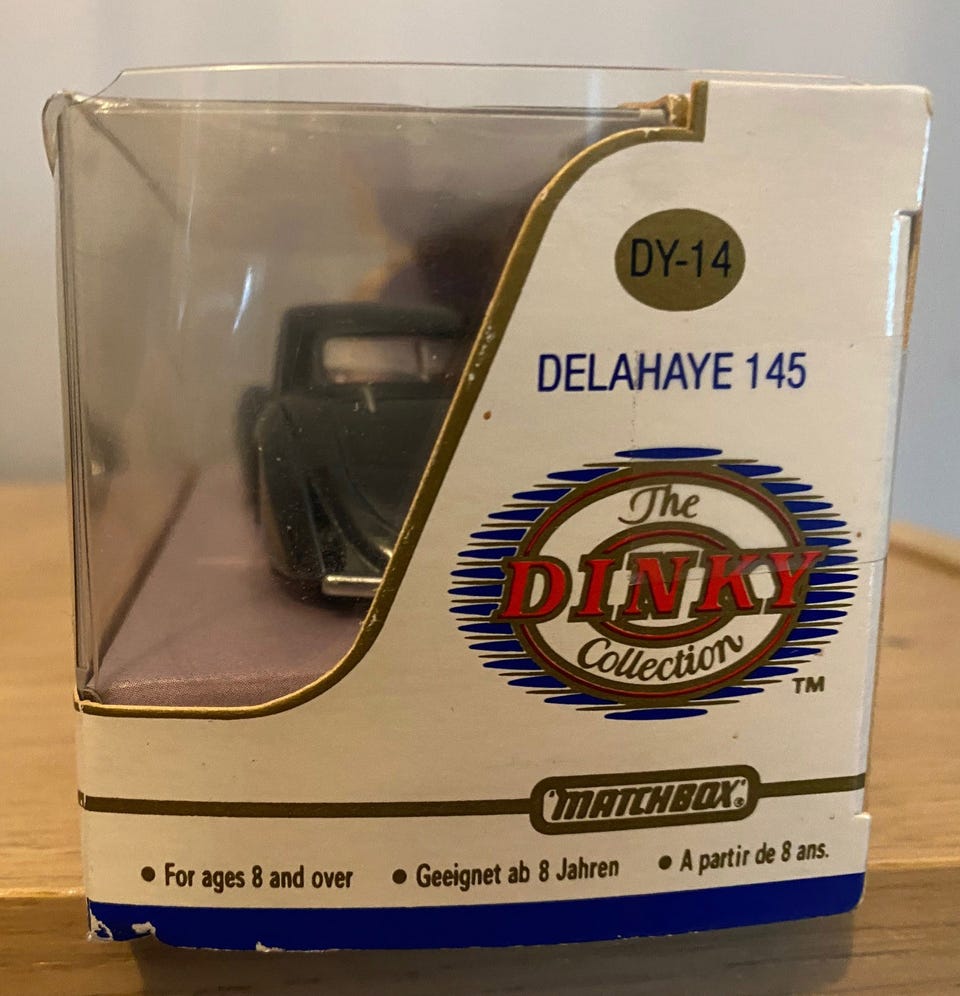 DY-14
DELAHAYE 145
The
DINKY
Collection
TM
"MATCHBOX"®
• For ages 8 and over • Geeignet ab 8 Jahren • A partir de 8 ans.